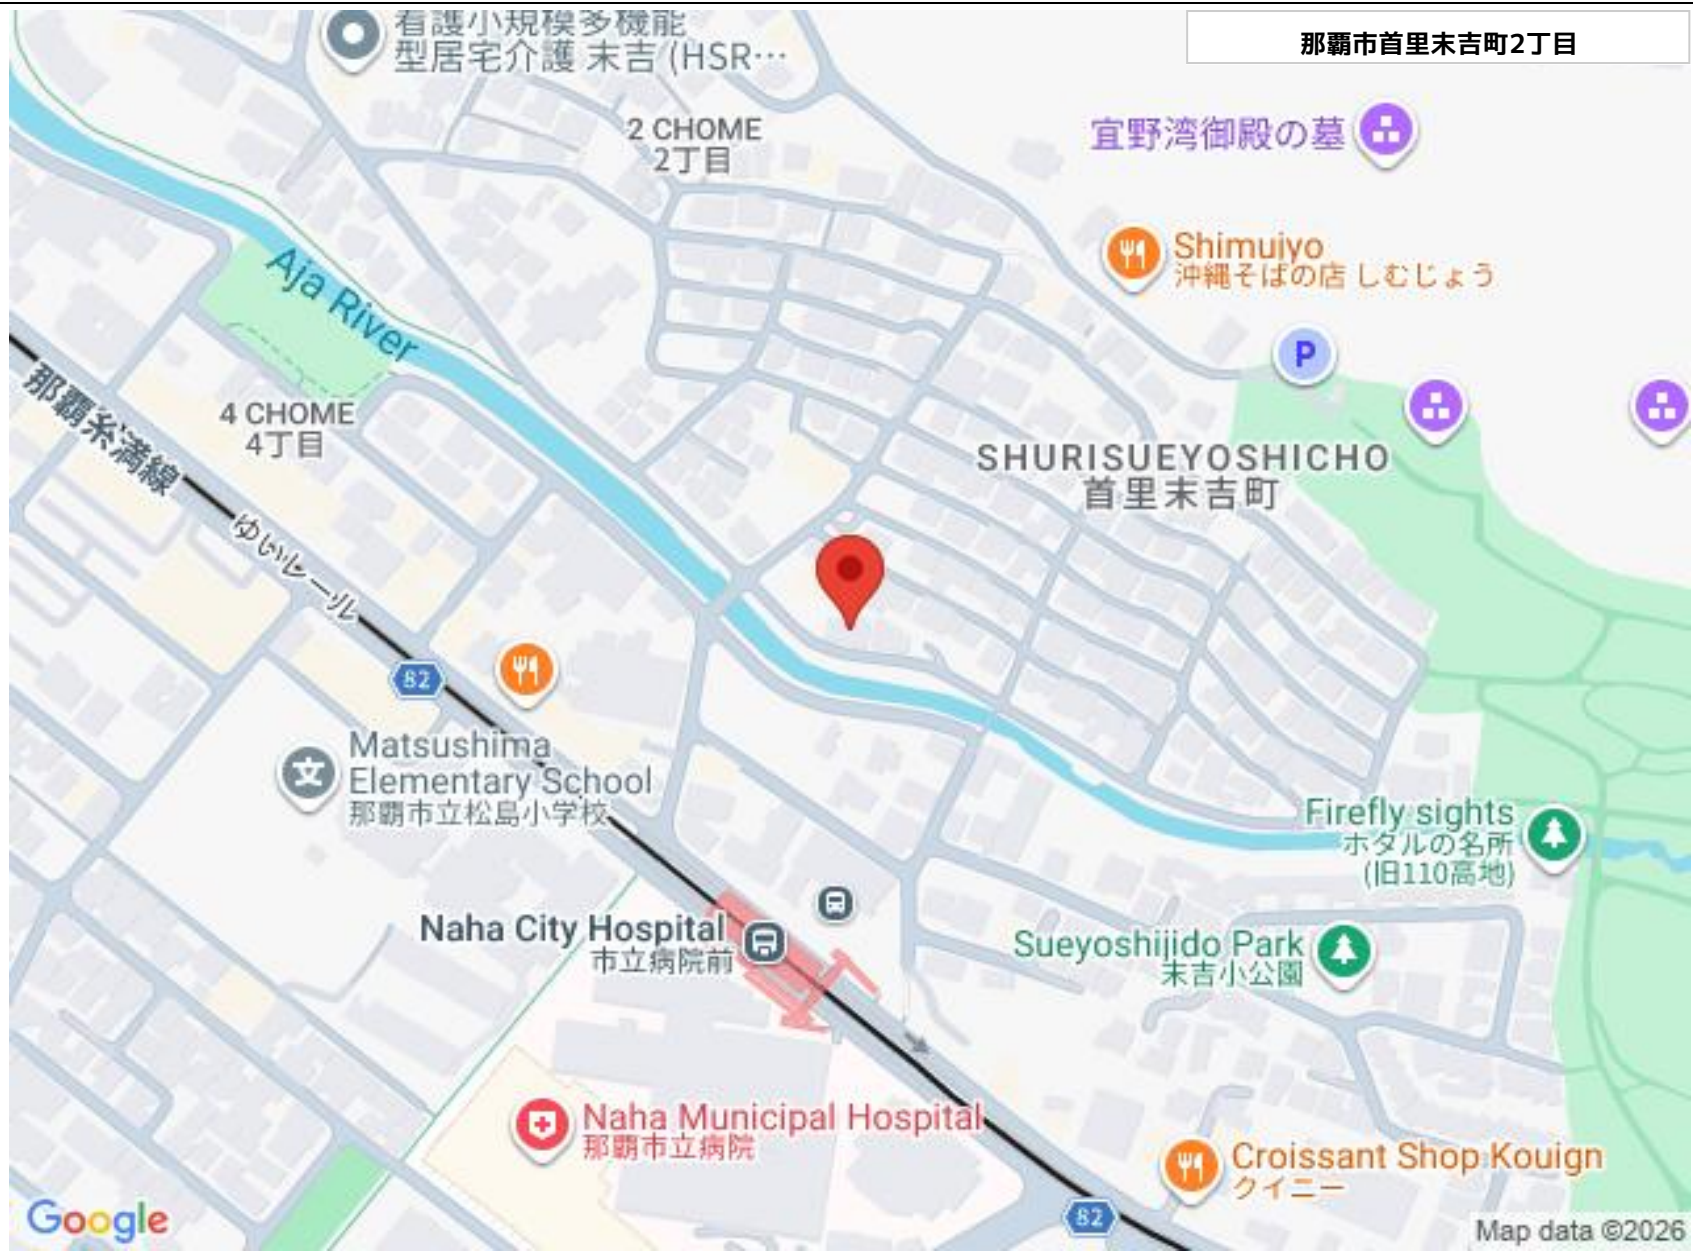 看護小規模多機能
型居宅介護 末吉 (HSR…
那覇市首里末吉町2丁目
2 CHOME
2丁目
宜野湾御殿の墓
Shimujyo
沖縄そばの店 しむじょう
P
Aja River
那覇糸満線
4 CHOME
4丁目
SHURISUEYOSHICHO
首里末吉町
ゆいレール
82
Matsushima
Elementary School
那覇市立松島小学校
文
Firefly sights
ホタルの名所
(旧110高地)
Naha City Hospital
市立病院前
Sueyoshijido Park
末吉小公園
Naha Municipal Hospital
那覇市立病院
Croissant Shop Kouign
クイニー
82
Google
Map data ©2026